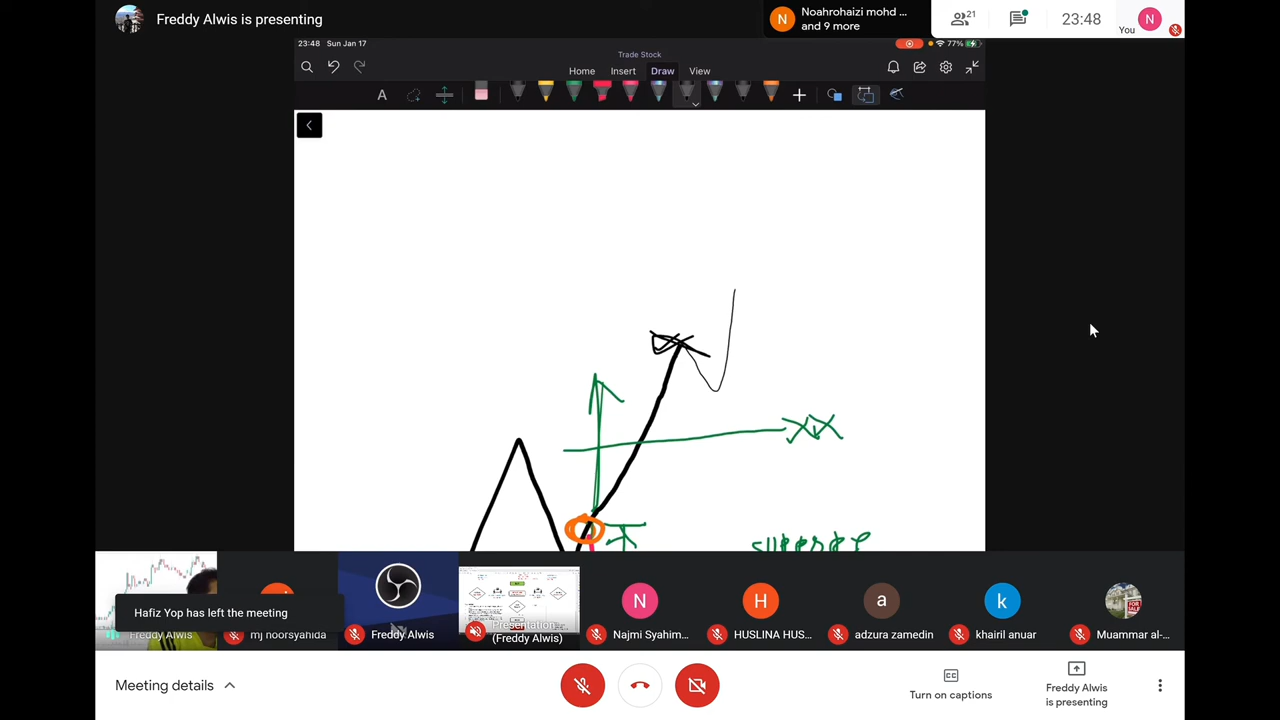 Freddy Alwis is presenting
N
Noahrohaizi mohd ...
and 9 more
21
23:48
You
N
23:48 Sun Jan 17
77%
Trade Stock
Home Insert Draw View
A
support
Hafiz Yop has left the meeting
Freddy Alwis
mj noorsyahida
Freddy Alwis
Presentation
(Freddy Alwis)
N
Najmi Syahim...
H
HUSLINA HUS...
a
adzura zamedin
k
khairil anuar
Muammar al-...
Meeting details
Turn on captions
Freddy Alwis
is presenting